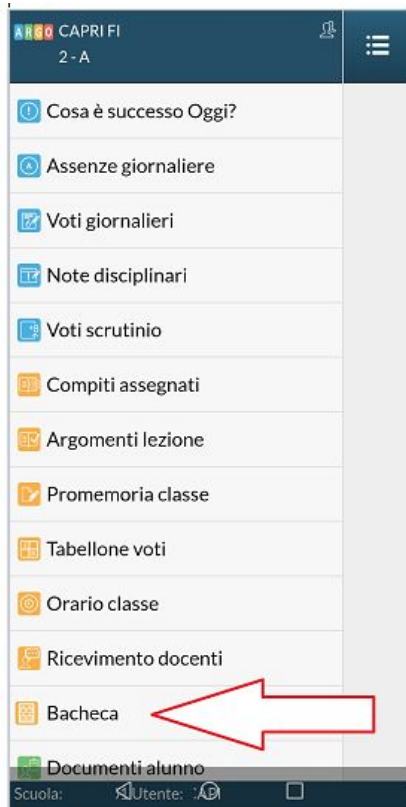 ARGO CAPRI FI
2 - A
Cosa è successo Oggi?
Assenze giornaliere
Voti giornalieri
Note disciplinari
Voti scrutinio
Compiti assegnati
Argomenti lezione
Promemoria classe
Tabellone voti
Orario classe
Ricevimento docenti
Bacheca
Documenti alunno
Scuola: Utente: